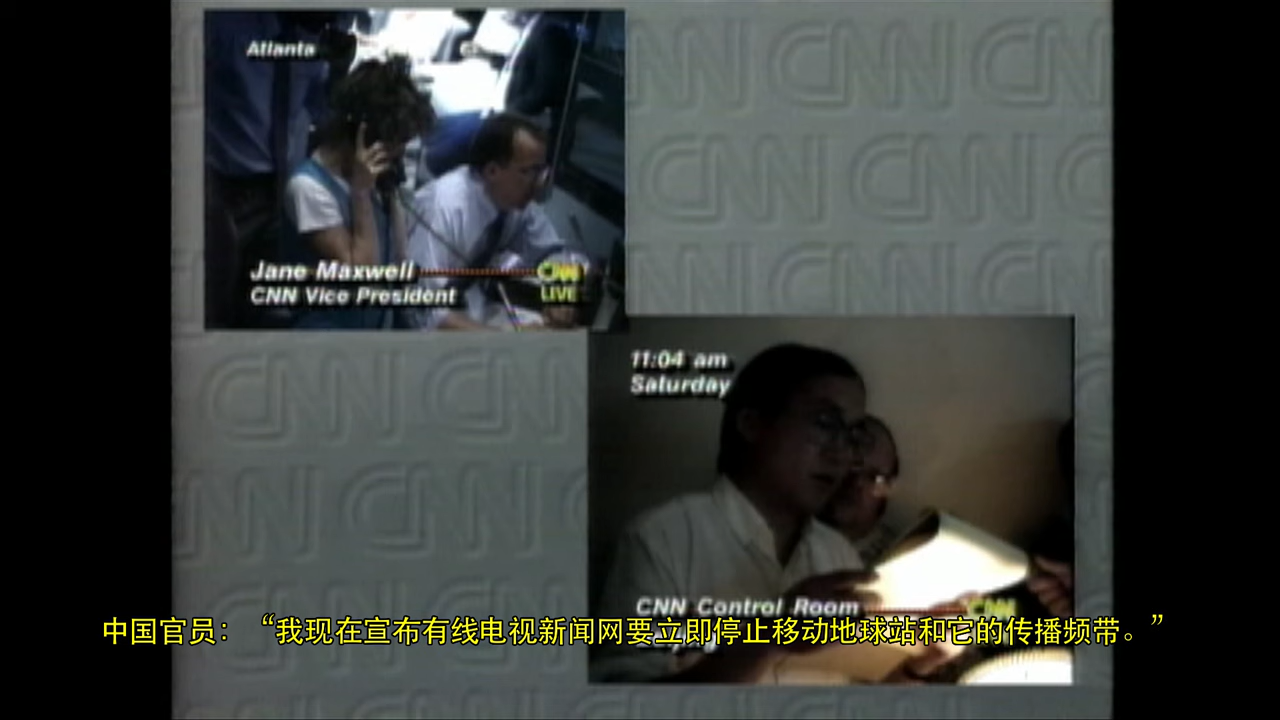 Atlanta
Jane Maxwell
CNN
CNN Vice President
LIVE
11:04 am
Saturday
CNN Control Room
CNN
中国官员：“我现在宣布有线电视新闻网要立即停止移动地球站和它的传播频带。”